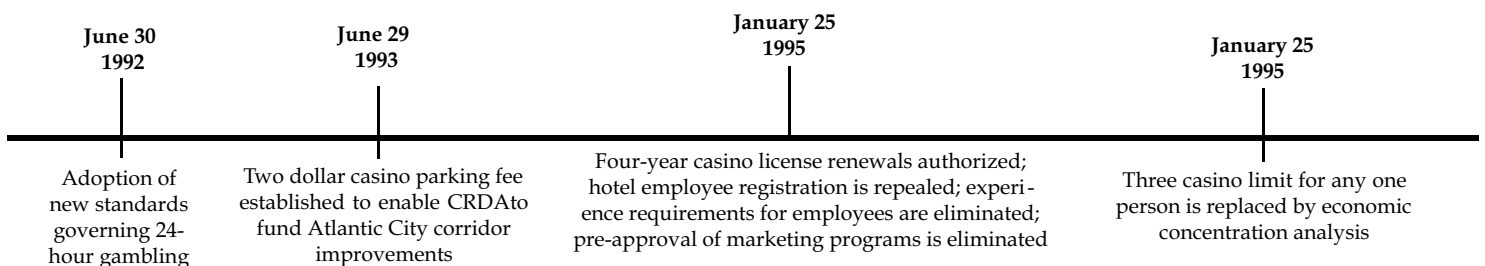 June 30
1992
Adoption of
new standards
governing 24-
hour gambling
June 29
1993
Two dollar casino parking fee
established to enable CRDAto
fund Atlantic City corridor
improvements
January 25
1995
Four-year casino license renewals authorized;
hotel employee registration is repealed; experi-
ence requirements for employees are eliminated;
pre-approval of marketing programs is eliminated
January 25
1995
Three casino limit for any one
person is replaced by economic
concentration analysis